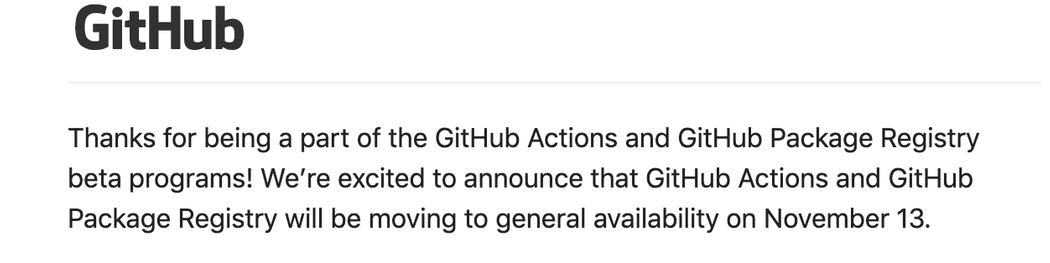 GitHub
Thanks for being a part of the GitHub Actions and GitHub Package Registry
beta programs! We’re excited to announce that GitHub Actions and GitHub
Package Registry will be moving to general availability on November 13.